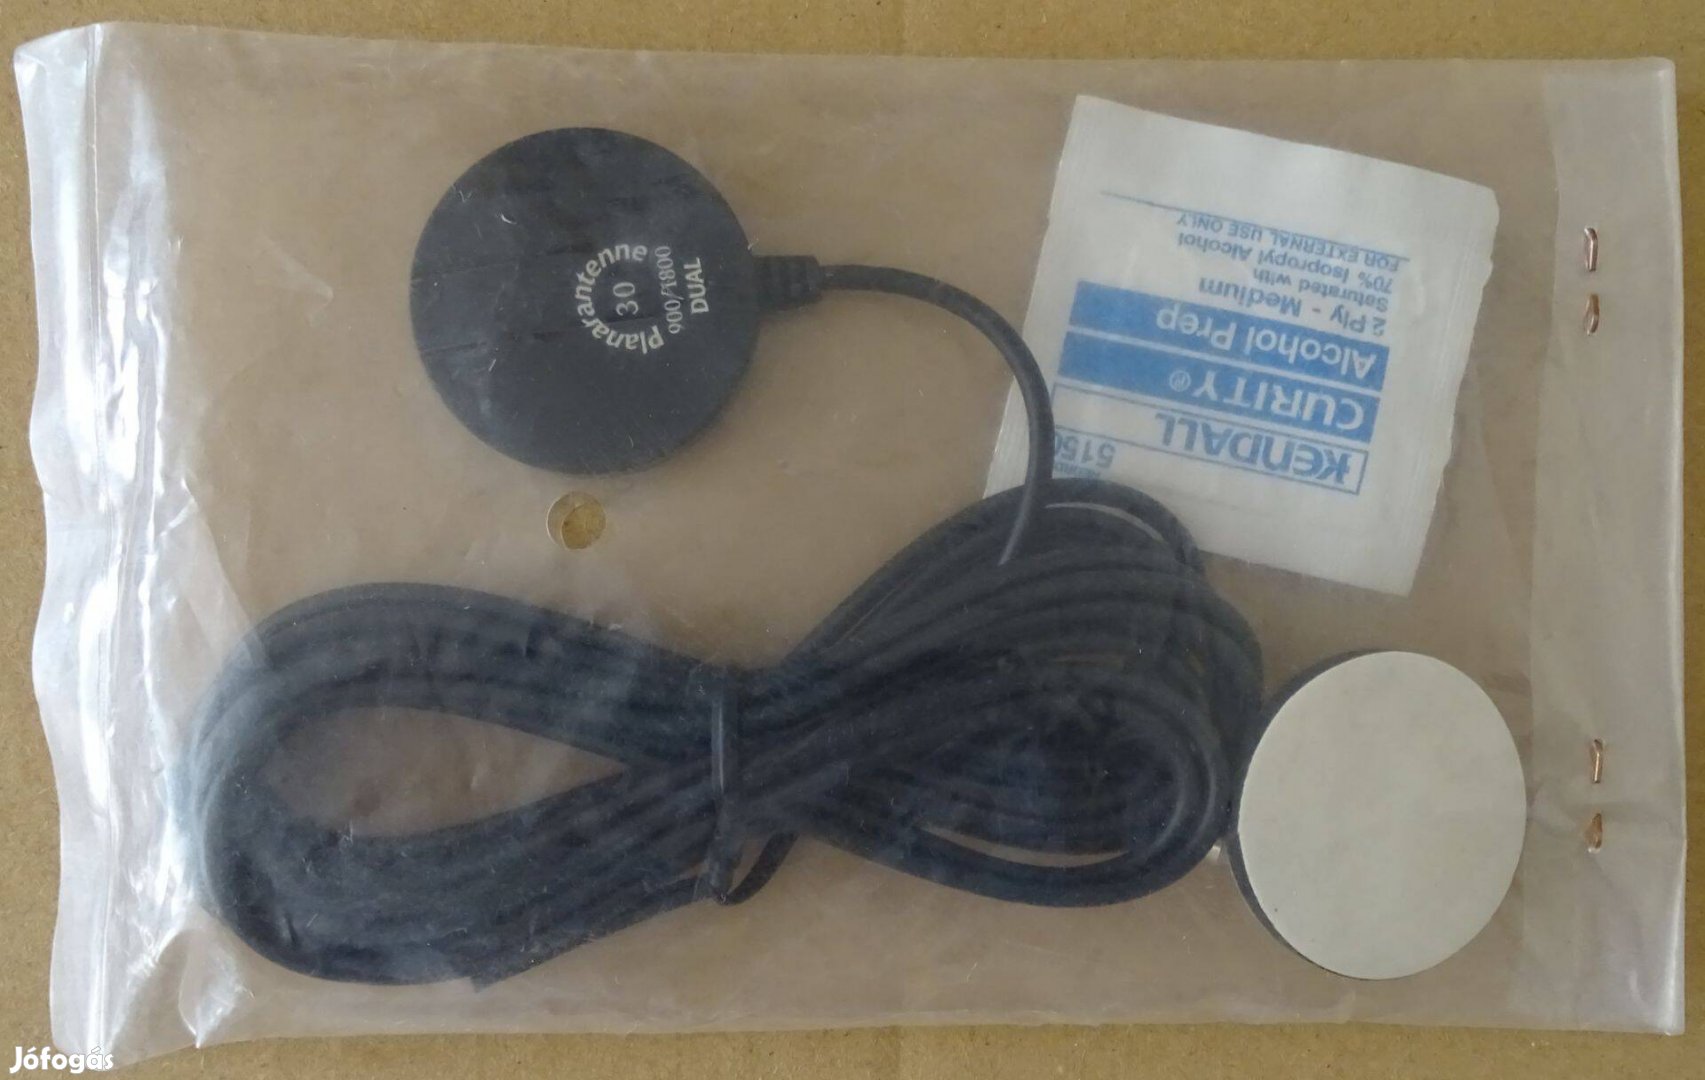 Planarantenne
30
900/1800
DUAL
KENDALL
CURITY®
Alcohol Prep
2 Ply - Medium
Saturated with
70% Isopropyl Alcohol
FOR EXTERNAL USE ONLY
Jófogás